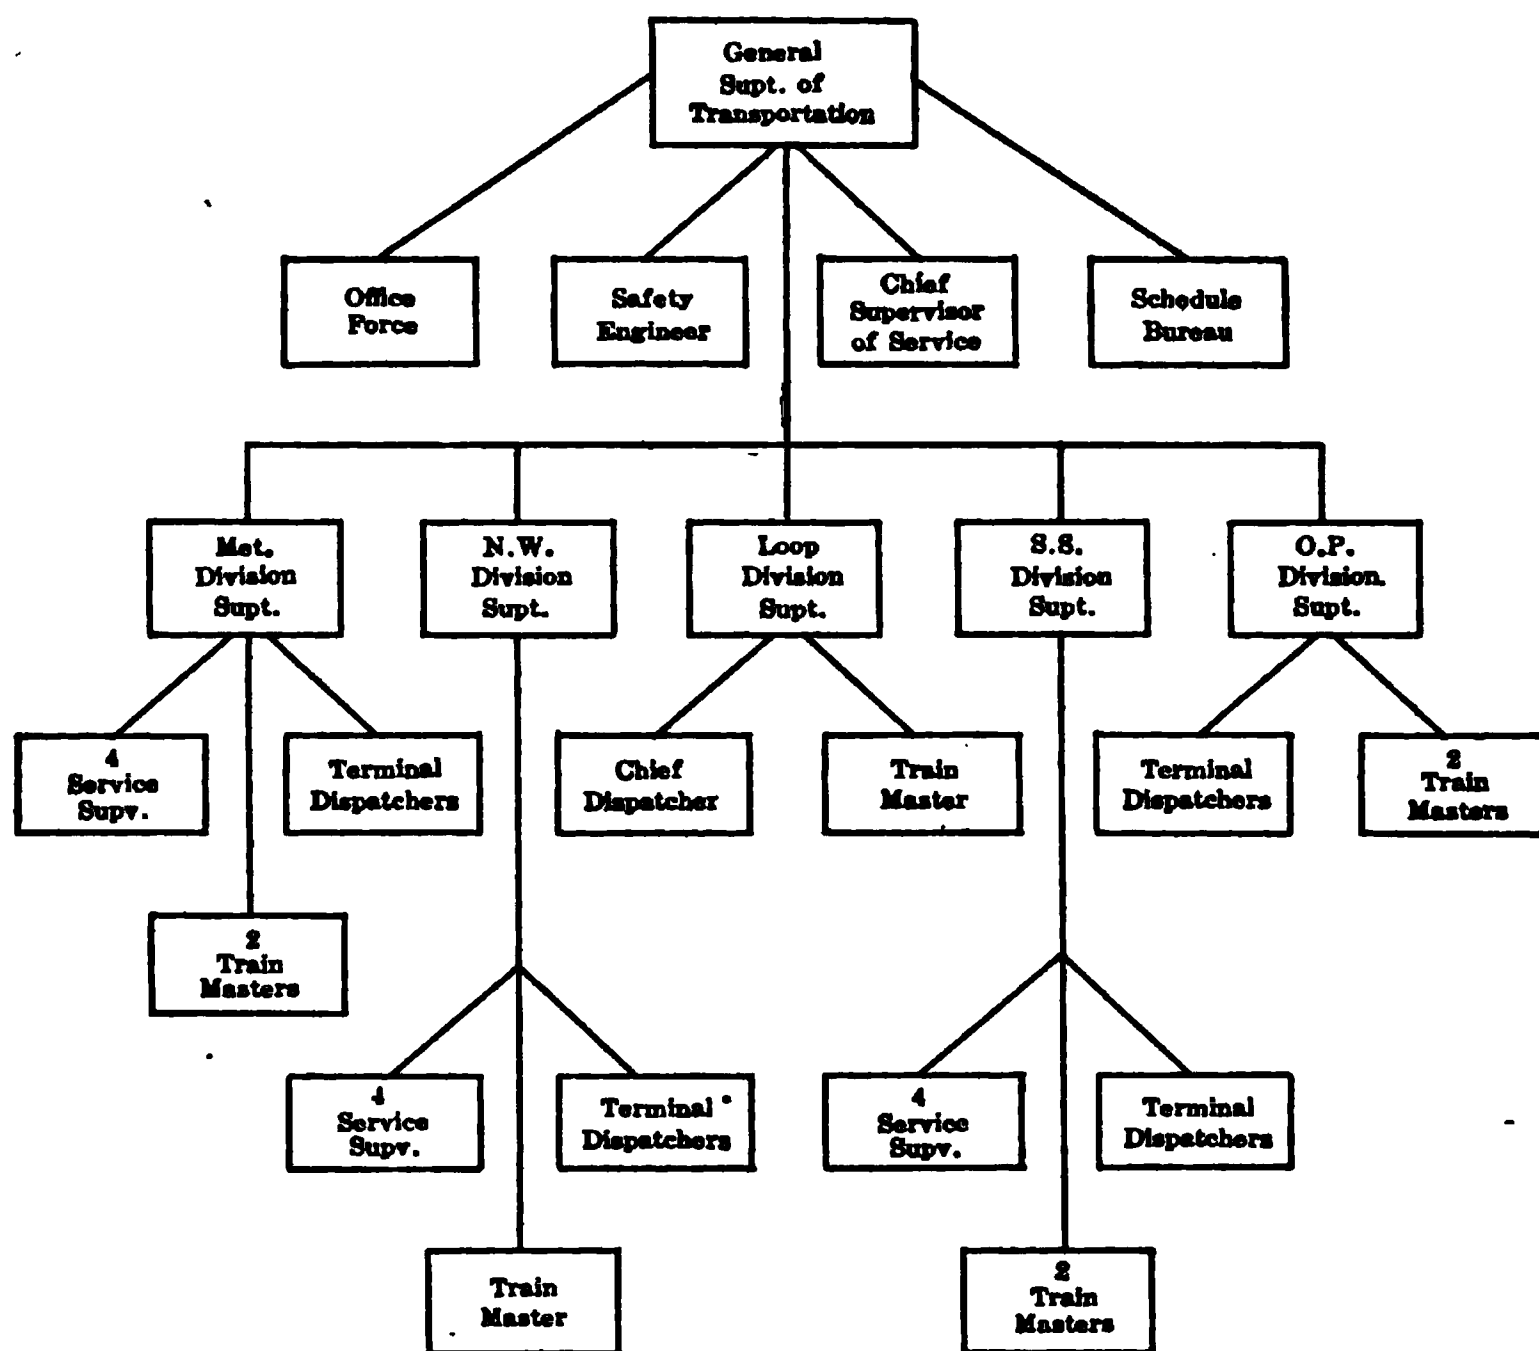 General
Supt. of
Transportation
Office
Force
Safety
Engineer
Chief
Supervisor
of Service
Schedule
Bureau
Met.
Division
Supt.
N.W.
Division
Supt.
Loop
Division
Supt.
S.S.
Division
Supt.
O.P.
Division.
Supt.
4
Service
Supv.
Terminal
Dispatchers
Chief
Dispatcher
Train
Master
Terminal
Dispatchers
2
Train
Masters
2
Train
Masters
4
Service
Supv.
Terminal
Dispatchers
4
Service
Supv.
Terminal
Dispatchers
Train
Master
2
Train
Masters